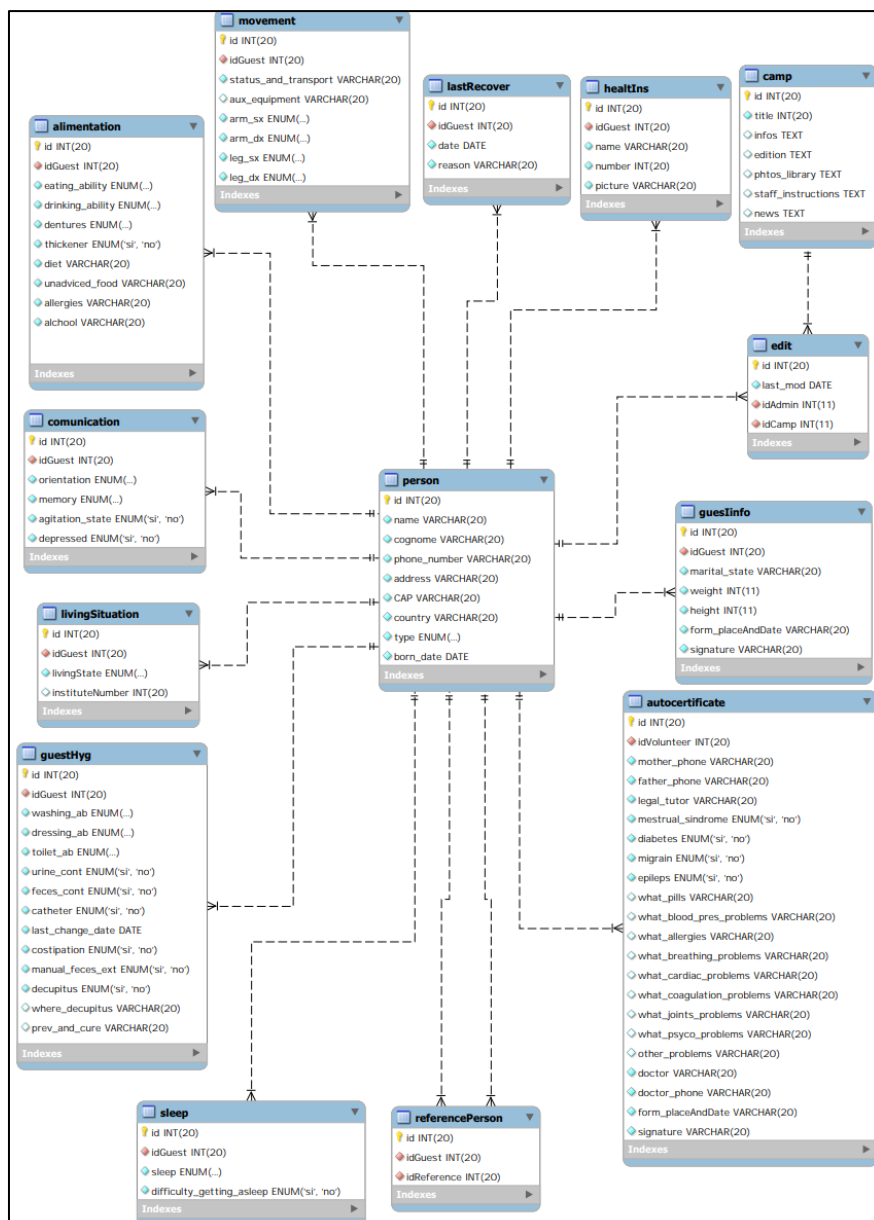 movement
id INT(20)
idGuest INT(20)
status_and_transport VARCHAR(20)
aux_equipment VARCHAR(20)
arm_sx ENUM(...)
arm_dx ENUM(...)
leg_sx ENUM(...)
leg_dx ENUM(...)
Indexes
lastRecover
id INT(20)
idGuest INT(20)
date DATE
reason VARCHAR(20)
Indexes
healtIns
id INT(20)
idGuest INT(20)
name VARCHAR(20)
number INT(20)
picture VARCHAR(20)
Indexes
camp
id INT(20)
title INT(20)
infos TEXT
edition TEXT
phtos_library TEXT
staff_instructions TEXT
news TEXT
Indexes
alimentation
id INT(20)
idGuest INT(20)
eating_ability ENUM(...)
drinking_ability ENUM(...)
dentures ENUM(...)
thickener ENUM('si', 'no')
diet VARCHAR(20)
unadviced_food VARCHAR(20)
allergies VARCHAR(20)
alchool VARCHAR(20)
Indexes
edit
id INT(20)
last_mod DATE
idAdmin INT(11)
idCamp INT(11)
Indexes
comunication
id INT(20)
idGuest INT(20)
orientation ENUM(...)
memory ENUM(...)
agitation_state ENUM('si', 'no')
depressed ENUM('si', 'no')
Indexes
person
id INT(20)
name VARCHAR(20)
cognome VARCHAR(20)
phone_number VARCHAR(20)
address VARCHAR(20)
CAP VARCHAR(20)
country VARCHAR(20)
type ENUM(...)
born_date DATE
Indexes
guesIinfo
id INT(20)
idGuest INT(20)
marital_state VARCHAR(20)
weight INT(11)
height INT(11)
form_placeAndDate VARCHAR(20)
signature VARCHAR(20)
Indexes
livingSituation
id INT(20)
idGuest INT(20)
livingState ENUM(...)
instituteNumber INT(20)
Indexes
guestHyg
id INT(20)
idGuest INT(20)
washing_ab ENUM(...)
dressing_ab ENUM(...)
toilet_ab ENUM(...)
urine_cont ENUM('si', 'no')
feces_cont ENUM('si', 'no')
catheter ENUM('si', 'no')
last_change_date DATE
costipation ENUM('si', 'no')
manual_feces_ext ENUM('si', 'no')
decupitus ENUM('si', 'no')
where_decupitus VARCHAR(20)
prev_and_cure VARCHAR(20)
Indexes
autocertificate
id INT(20)
idVolunteer INT(20)
mother_phone VARCHAR(20)
father_phone VARCHAR(20)
legal_tutor VARCHAR(20)
mestrual_sindrome ENUM('si', 'no')
diabetes ENUM('si', 'no')
migrain ENUM('si', 'no')
epileps ENUM('si', 'no')
what_pills VARCHAR(20)
what_blood_pres_problems VARCHAR(20)
what_allergies VARCHAR(20)
what_breathing_problems VARCHAR(20)
what_cardiac_problems VARCHAR(20)
what_coagulation_problems VARCHAR(20)
what_joints_problems VARCHAR(20)
what_psyco_problems VARCHAR(20)
other_problems VARCHAR(20)
doctor VARCHAR(20)
doctor_phone VARCHAR(20)
form_placeAndDate VARCHAR(20)
signature VARCHAR(20)
Indexes
sleep
id INT(20)
idGuest INT(20)
sleep ENUM(...)
difficulty_getting_asleep ENUM('si', 'no')
Indexes
referencePerson
id INT(20)
idGuest INT(20)
idReference INT(20)
Indexes